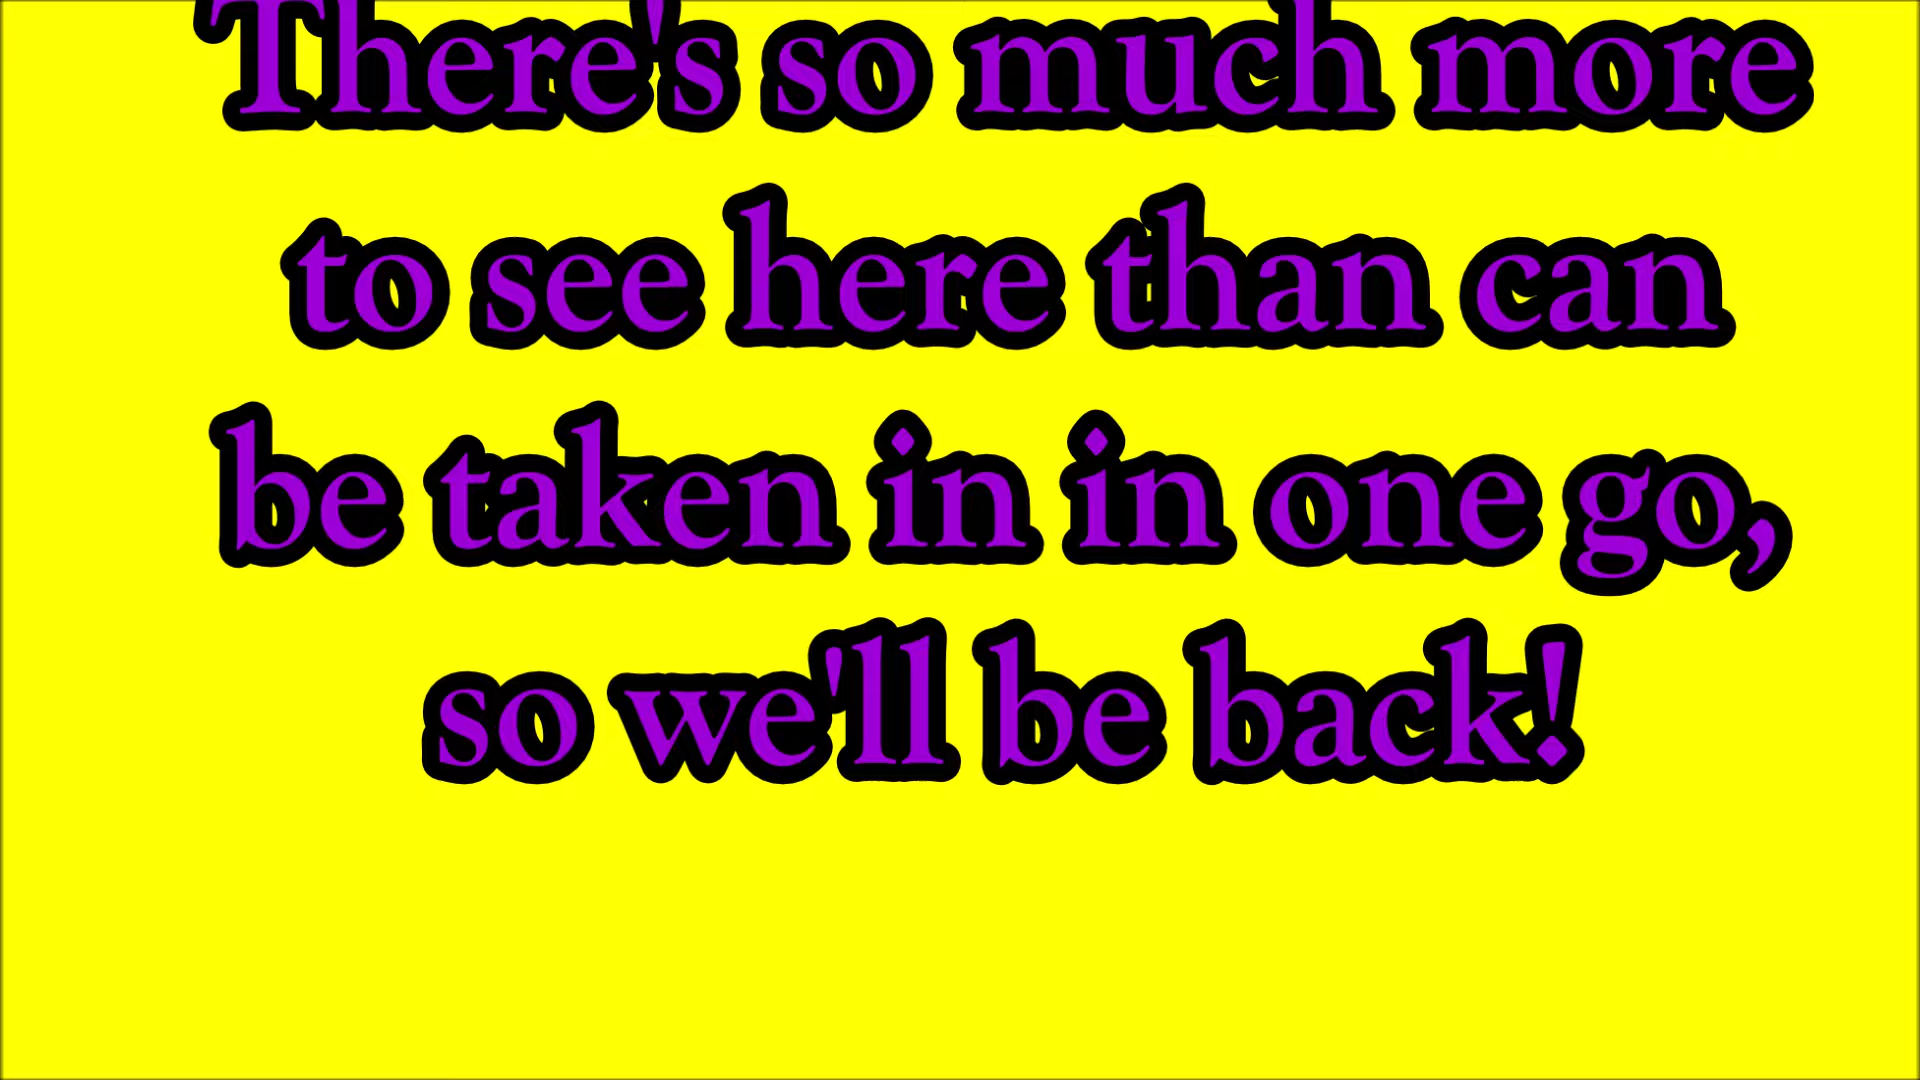 There's so much more
to see here than can
be taken in in one go,
so we'll be back!